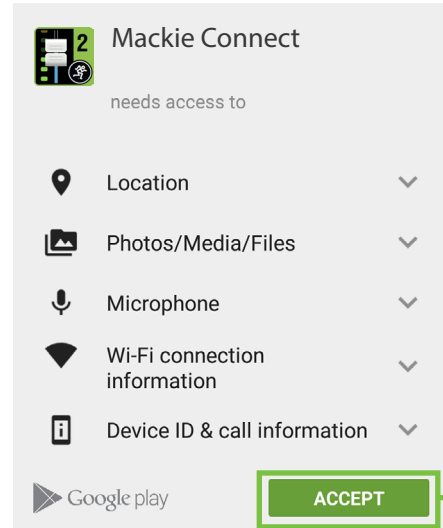 2
Mackie Connect
needs access to
Location
Photos/Media/Files
Microphone
Wi-Fi connection
information
Device ID & call information
Google play
ACCEPT